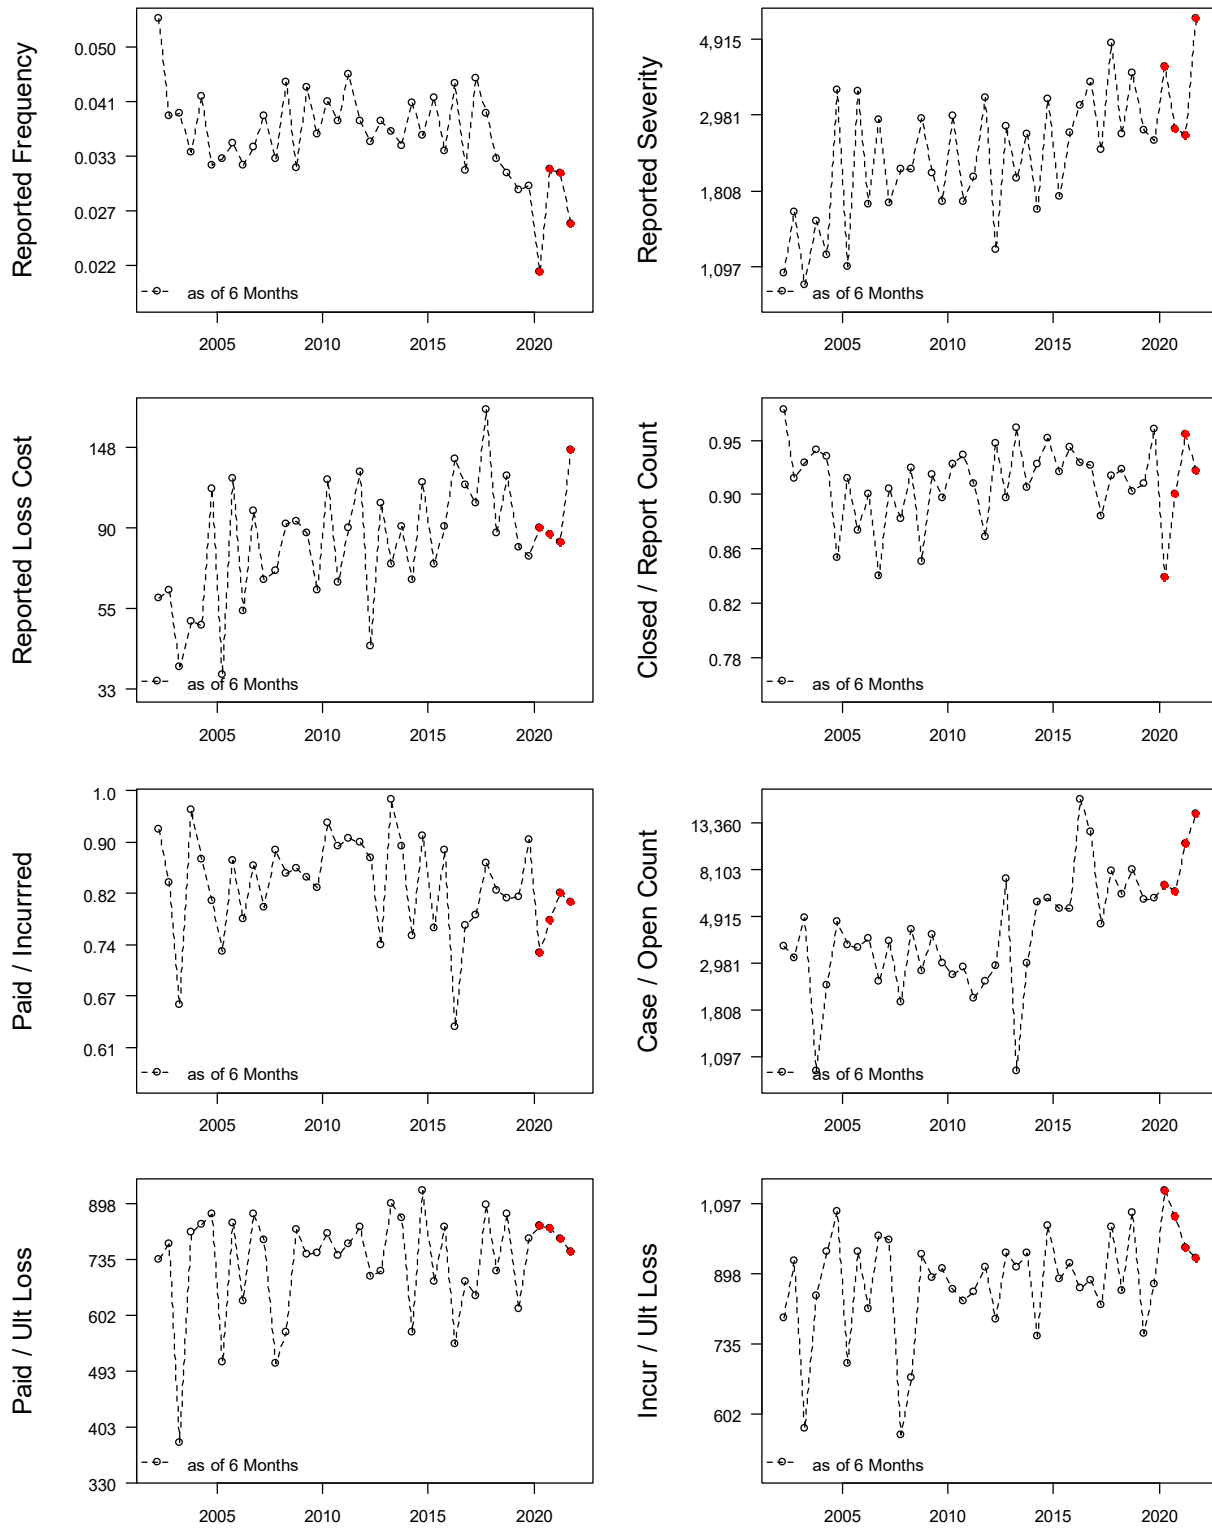 Reported Frequency
0.050
0.041
0.033
0.027
0.022
as of 6 Months
2005 2010 2015 2020
Reported Severity
4,915
2,981
1,808
1,097
as of 6 Months
2005 2010 2015 2020
Reported Loss Cost
148
90
55
33
as of 6 Months
2005 2010 2015 2020
Closed / Report Count
0.95
0.90
0.86
0.82
0.78
as of 6 Months
2005 2010 2015 2020
Paid / Incurrred
1.0
0.90
0.82
0.74
0.67
0.61
as of 6 Months
2005 2010 2015 2020
Case / Open Count
13,360
8,103
4,915
2,981
1,808
1,097
as of 6 Months
2005 2010 2015 2020
Paid / Ult Loss
898
735
602
493
403
330
as of 6 Months
2005 2010 2015 2020
Incur / Ult Loss
1,097
898
735
602
as of 6 Months
2005 2010 2015 2020